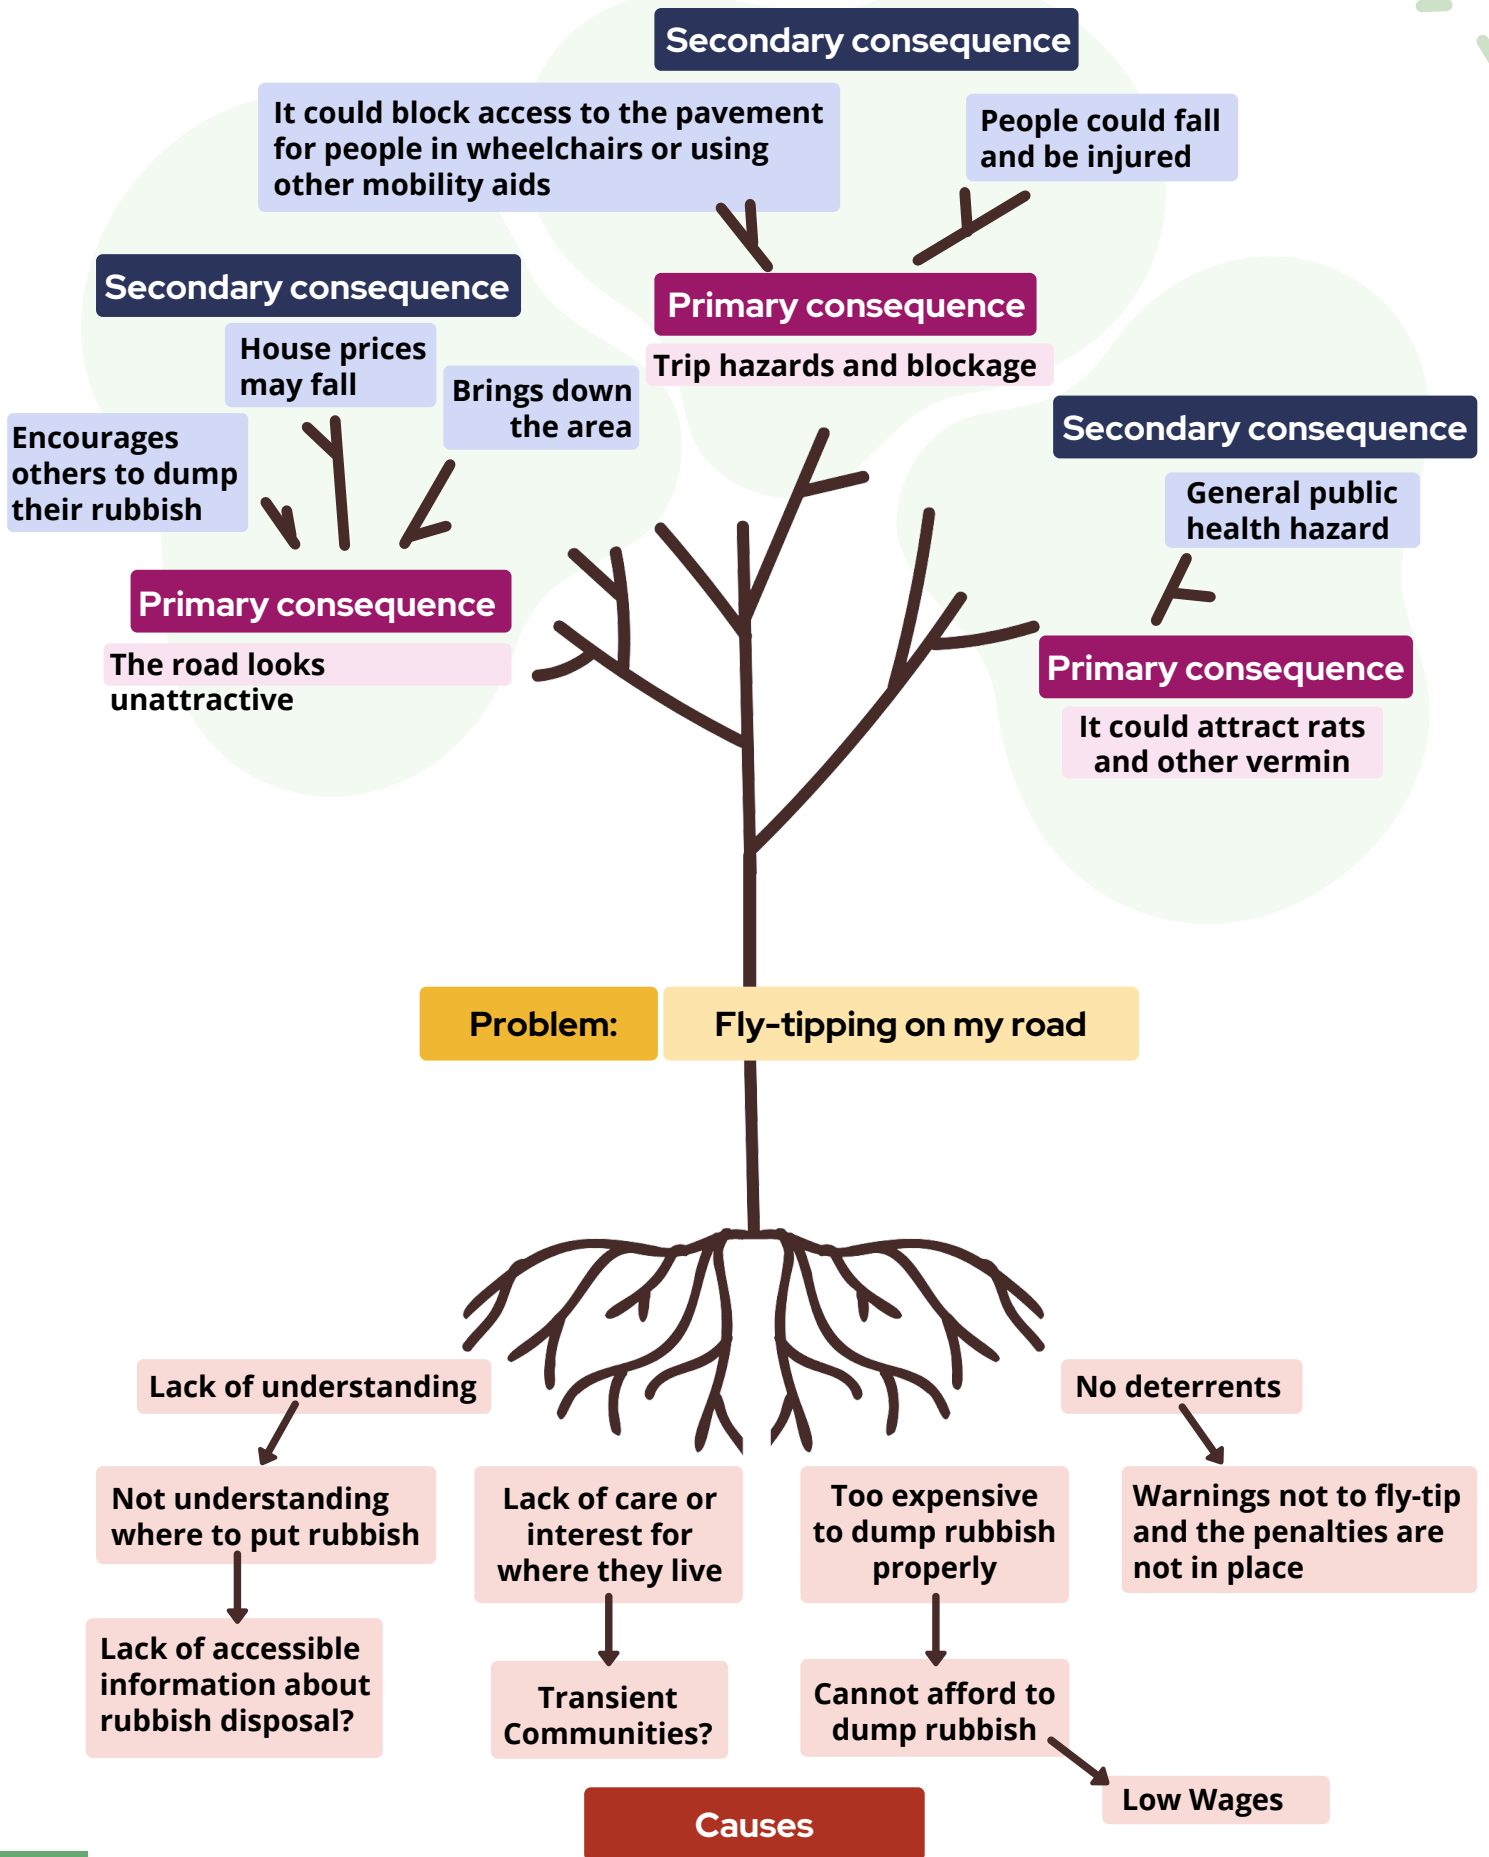 Secondary consequence
It could block access to the pavement
for people in wheelchairs or using
other mobility aids
People could fall
and be injured
Primary consequence
Trip hazards and blockage
Secondary consequence
House prices
may fall
Brings down
the area
Encourages
others to dump
their rubbish
Primary consequence
The road looks
unattractive
Secondary consequence
General public
health hazard
Primary consequence
It could attract rats
and other vermin
Problem:
Fly-tipping on my road
Lack of understanding
Not understanding
where to put rubbish
Lack of accessible
information about
rubbish disposal?
Lack of care or
interest for
where they live
Transient
Communities?
Too expensive
to dump rubbish
properly
Cannot afford to
dump rubbish
Low Wages
No deterrents
Warnings not to fly-tip
and the penalties are
not in place
Causes